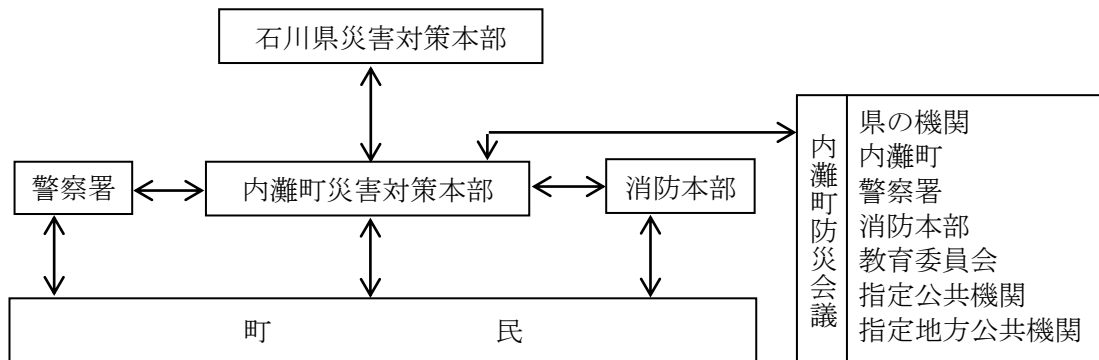 石川県災害対策本部
警察署
内灘町災害対策本部
消防本部
町 民
内灘町防災会議
県の機関
内灘町
警察署
消防本部
教育委員会
指定公共機関
指定地方公共機関